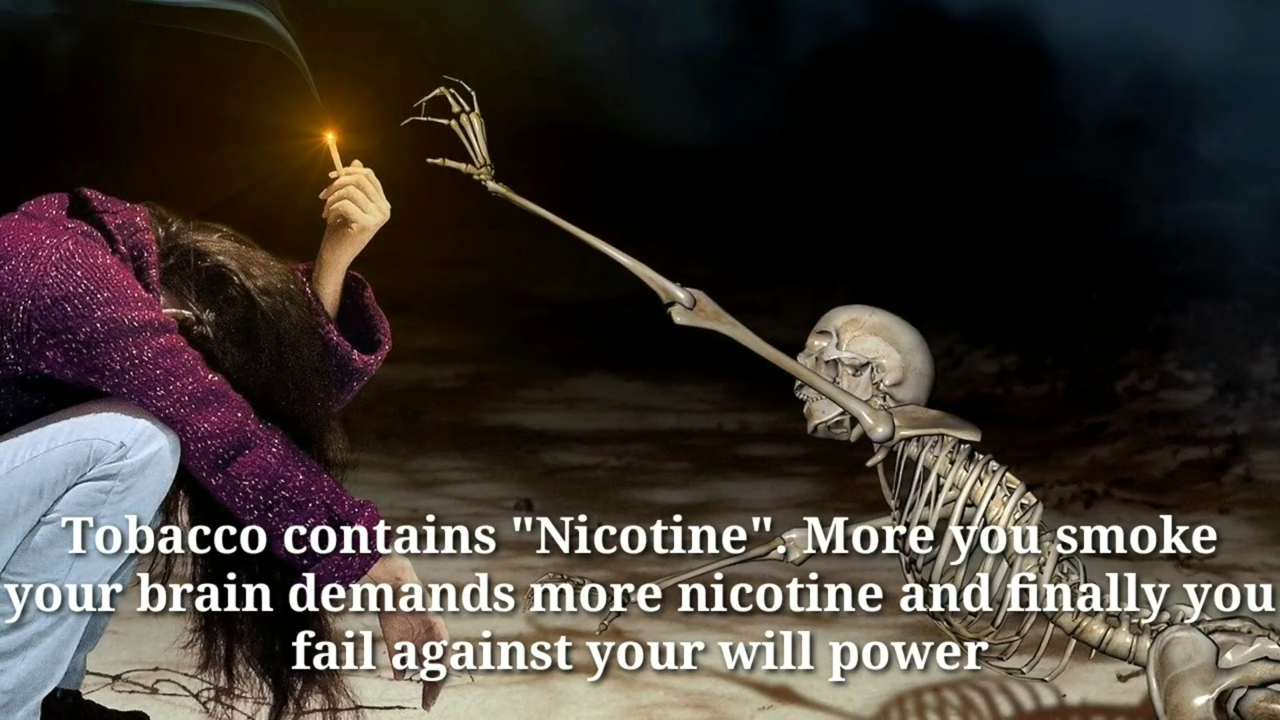 Tobacco contains "Nicotine". More you smoke
your brain demands more nicotine and finally you
fail against your will power